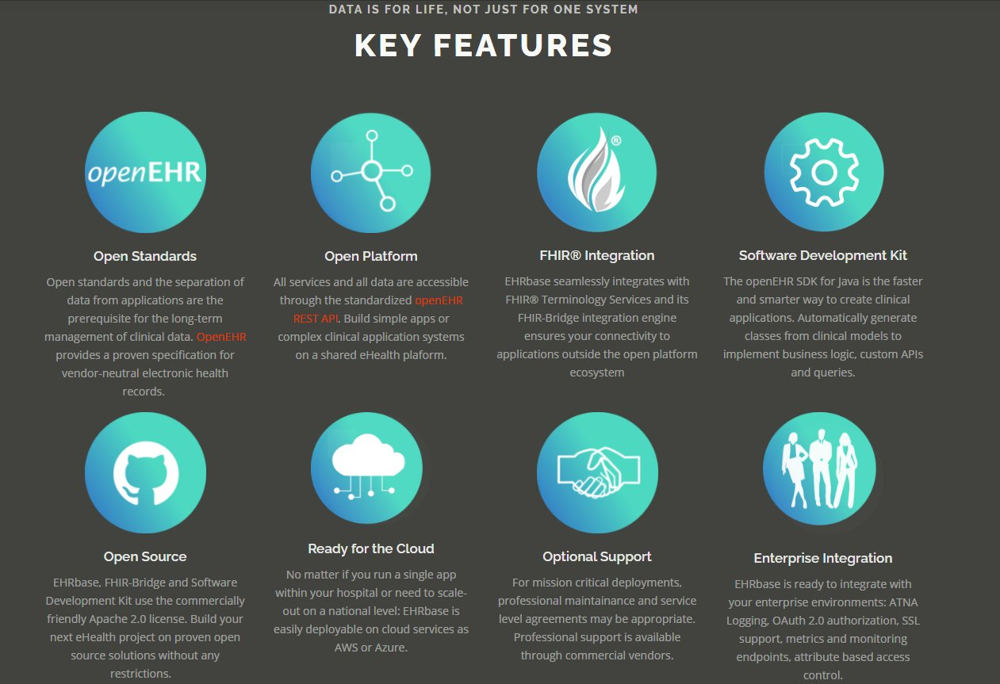 DATA IS FOR LIFE, NOT JUST FOR ONE SYSTEM
KEY FEATURES
openEHR
Open Standards
Open standards and the separation of
data from applications are the
prerequisite for the long-term
management of clinical data. OpenEHR
provides a proven specification for
vendor-neutral electronic health
records.
Open Platform
All services and all data are accessible
through the standardized openEHR
REST API. Build simple apps or
complex clinical application systems
on a shared eHealth plaform.
®
FHIR® Integration
EHRbase seamlessly integrates with
FHIR® Terminology Services and its
FHIR-Bridge integration engine
ensures your connectivity to
applications outside the open platform
ecosystem
Software Development Kit
The openEHR SDK for Java is the faster
and smarter way to create clinical
applications. Automatically generate
classes from clinical models to
implement business logic, custom APIs
and queries.
Open Source
EHRbase, FHIR-Bridge and Software
Development Kit use the commercially
friendly Apache 2.0 license. Build your
next eHealth project on proven open
source solutions without any
restrictions.
Ready for the Cloud
No matter if you run a single app
within your hospital or need to scale-
out on a national level: EHRbase is
easily deployable on cloud services as
AWS or Azure.
Optional Support
For mission critical deployments,
professional maintainance and service
level agreements may be appropriate.
Professional support is available
through commercial vendors.
Enterprise Integration
EHRbase is ready to integrate with
your enterprise environments: ATNA
Logging, OAuth 2.0 authorization, SSL
support, metrics and monitoring
endpoints, attribute based access
control.